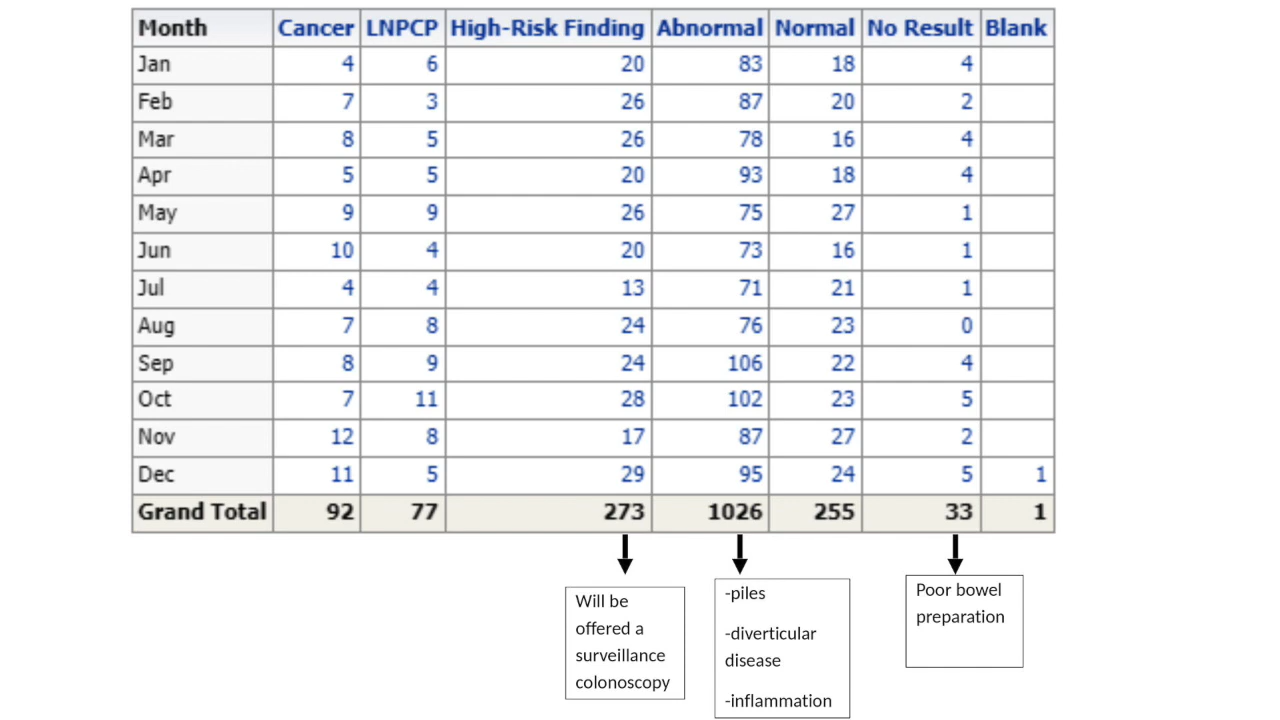 Month Cancer LNPCP High-Risk Finding Abnormal Normal No Result Blank
Jan 4 6 20 83 18 4
Feb 7 3 26 87 20 2
Mar 8 5 26 78 16 4
Apr 5 5 20 93 18 4
May 9 9 26 75 27 1
Jun 10 4 20 73 16 1
Jul 4 4 13 71 21 1
Aug 7 8 24 76 23 0
Sep 8 9 24 106 22 4
Oct 7 11 28 102 23 5
Nov 12 8 17 87 27 2
Dec 11 5 29 95 24 5 1
Grand Total 92 77 273 1026 255 33 1
Will be
offered a
surveillance
colonoscopy
-piles
-diverticular
disease
-inflammation
Poor bowel
preparation